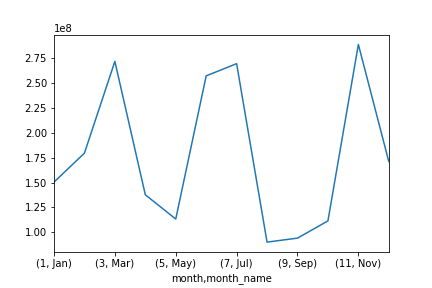 1e8
2.75
2.50
2.25
2.00
1.75
1.50
1.25
1.00
(1, Jan) (3, Mar) (5, May) (7, Jul) (9, Sep) (11, Nov)
month,month_name